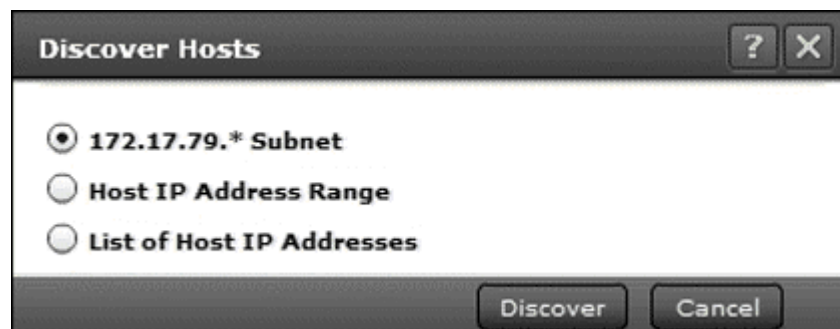 Discover Hosts ?
172.17.79.* Subnet
Host IP Address Range
List of Host IP Addresses
Discover Cancel